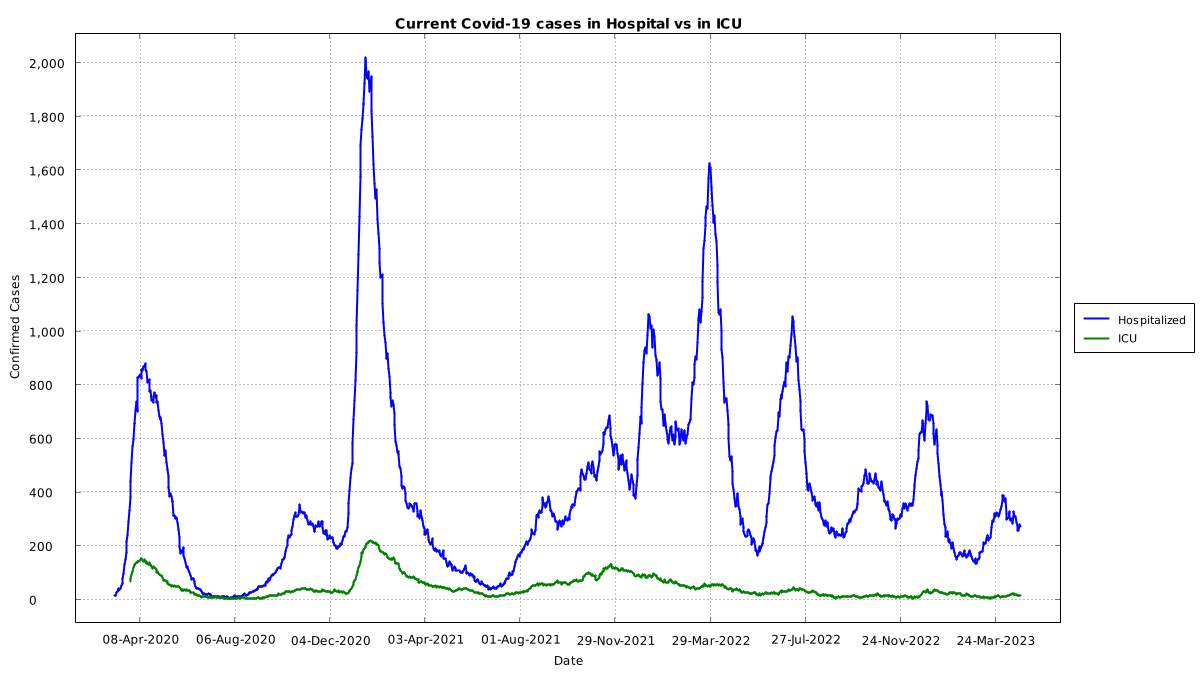 Current Covid-19 cases in Hospital vs in ICU
2,000
1,800
1,600
1,400
1,200
1,000
800
600
400
200
0
Confirmed Cases
08-Apr-2020 06-Aug-2020 04-Dec-2020 03-Apr-2021 01-Aug-2021 29-Nov-2021 29-Mar-2022 27-Jul-2022 24-Nov-2022 24-Mar-2023
Date
Hospitalized
ICU